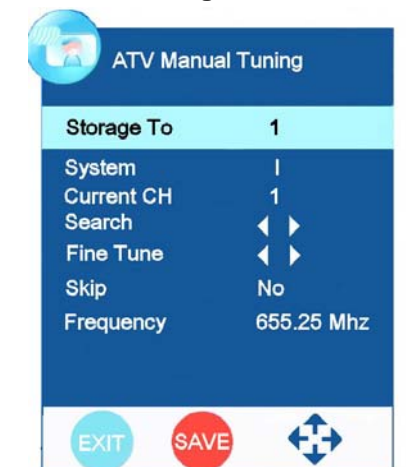 ATV Manual Tuning
Storage To 1
System I
Current CH 1
Search
Fine Tune
Skip No
Frequency 655.25 Mhz
EXIT SAVE